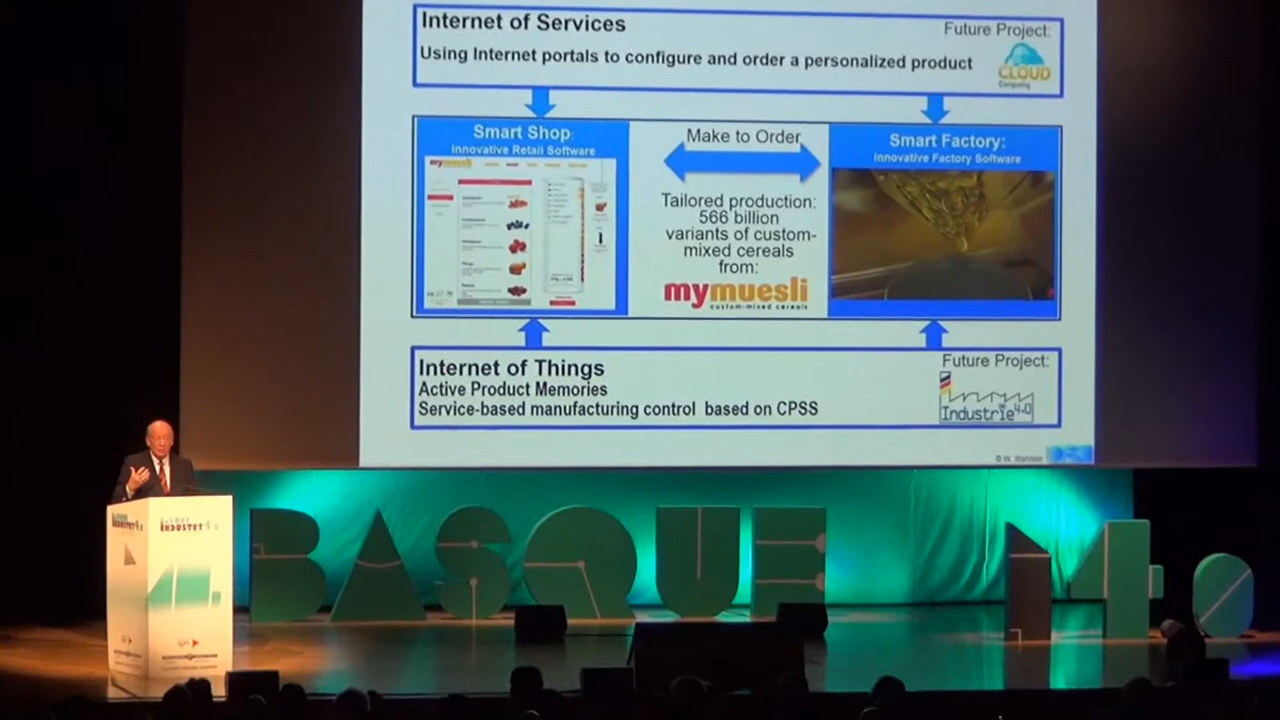 Internet of Services
Future Project:
Using Internet portals to configure and order a personalized product
CLOUD
Computing
Smart Shop:
Innovative Retail Software
mymuesli
Make to Order
Smart Factory:
Innovative Factory Software
Tailored production:
566 billion
variants of custom-
mixed cereals
from:
mymuesli
custom-mixed cereals
Internet of Things
Future Project:
Active Product Memories
Service-based manufacturing control based on CPSS
Industrie 4.0
BASQUE I4.0